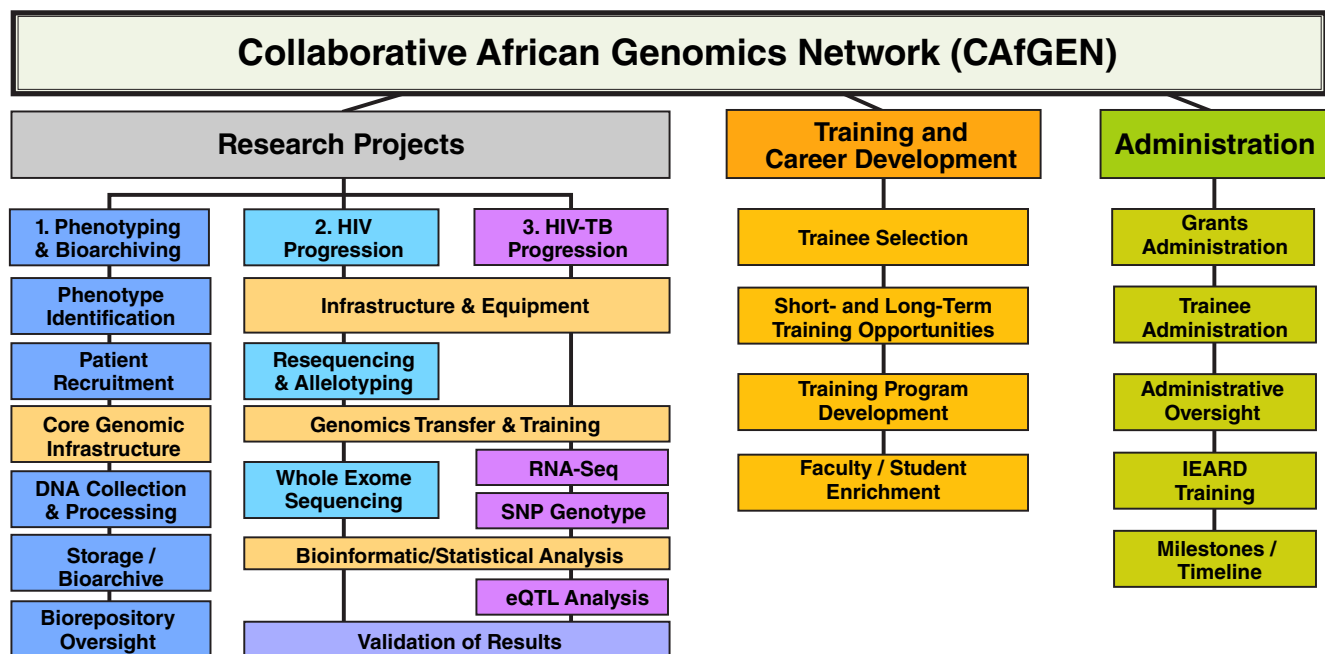 Collaborative African Genomics Network (CAfGEN)
Research Projects
Training and
Career Development
Administration
1. Phenotyping
& Bioarchiving
2. HIV
Progression
3. HIV-TB
Progression
Phenotype
Identification
Infrastructure & Equipment
Patient
Recruitment
Resequencing
& Allelotyping
Core Genomic
Infrastructure
Genomics Transfer & Training
DNA Collection
& Processing
Whole Exome
Sequencing
RNA-Seq
SNP Genotype
Storage /
Bioarchive
Bioinformatic/Statistical Analysis
eQTL Analysis
Biorepository
Oversight
Validation of Results
Trainee Selection
Short- and Long-Term
Training Opportunities
Training Program
Development
Faculty / Student
Enrichment
Grants
Administration
Trainee
Administration
Administrative
Oversight
IEARD
Training
Milestones /
Timeline